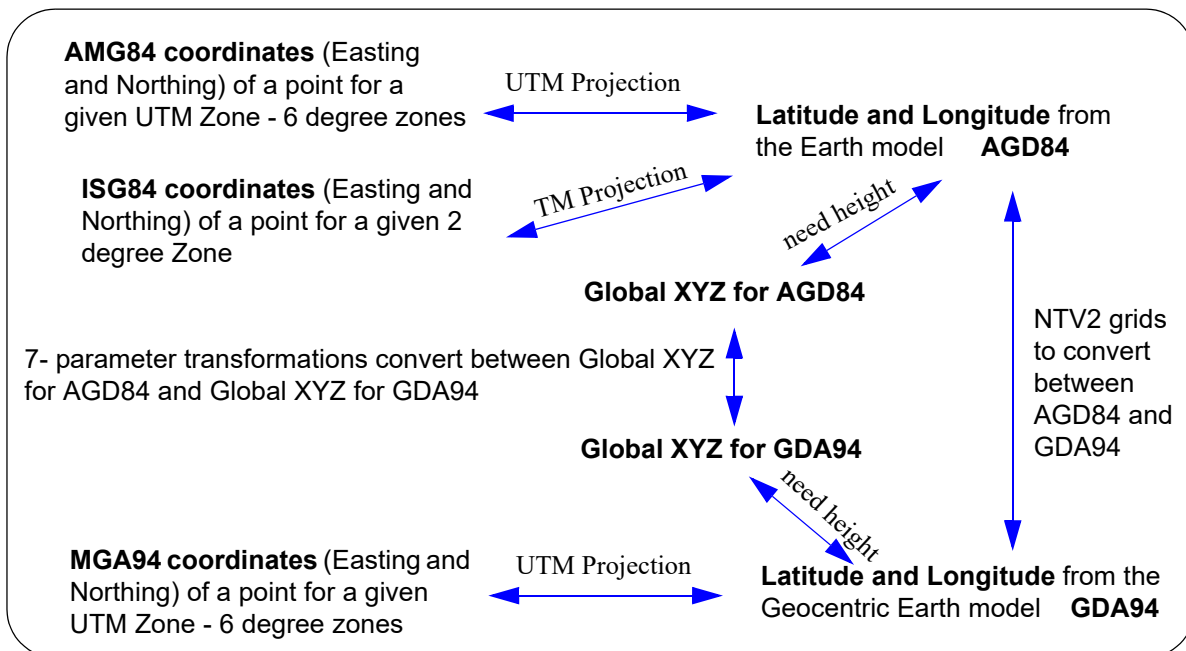 AMG84 coordinates (Easting
and Northing) of a point for a
given UTM Zone - 6 degree zones
UTM Projection
Latitude and Longitude from
the Earth model AGD84
ISG84 coordinates (Easting and
Northing) of a point for a given 2
degree Zone
TM Projection
need height
Global XYZ for AGD84
NTV2 grids
to convert
between
AGD84 and
GDA94
7- parameter transformations convert between Global XYZ
for AGD84 and Global XYZ for GDA94
Global XYZ for GDA94
need height
MGA94 coordinates (Easting and
Northing) of a point for a given
UTM Zone - 6 degree zones
UTM Projection
Latitude and Longitude from the
Geocentric Earth model GDA94